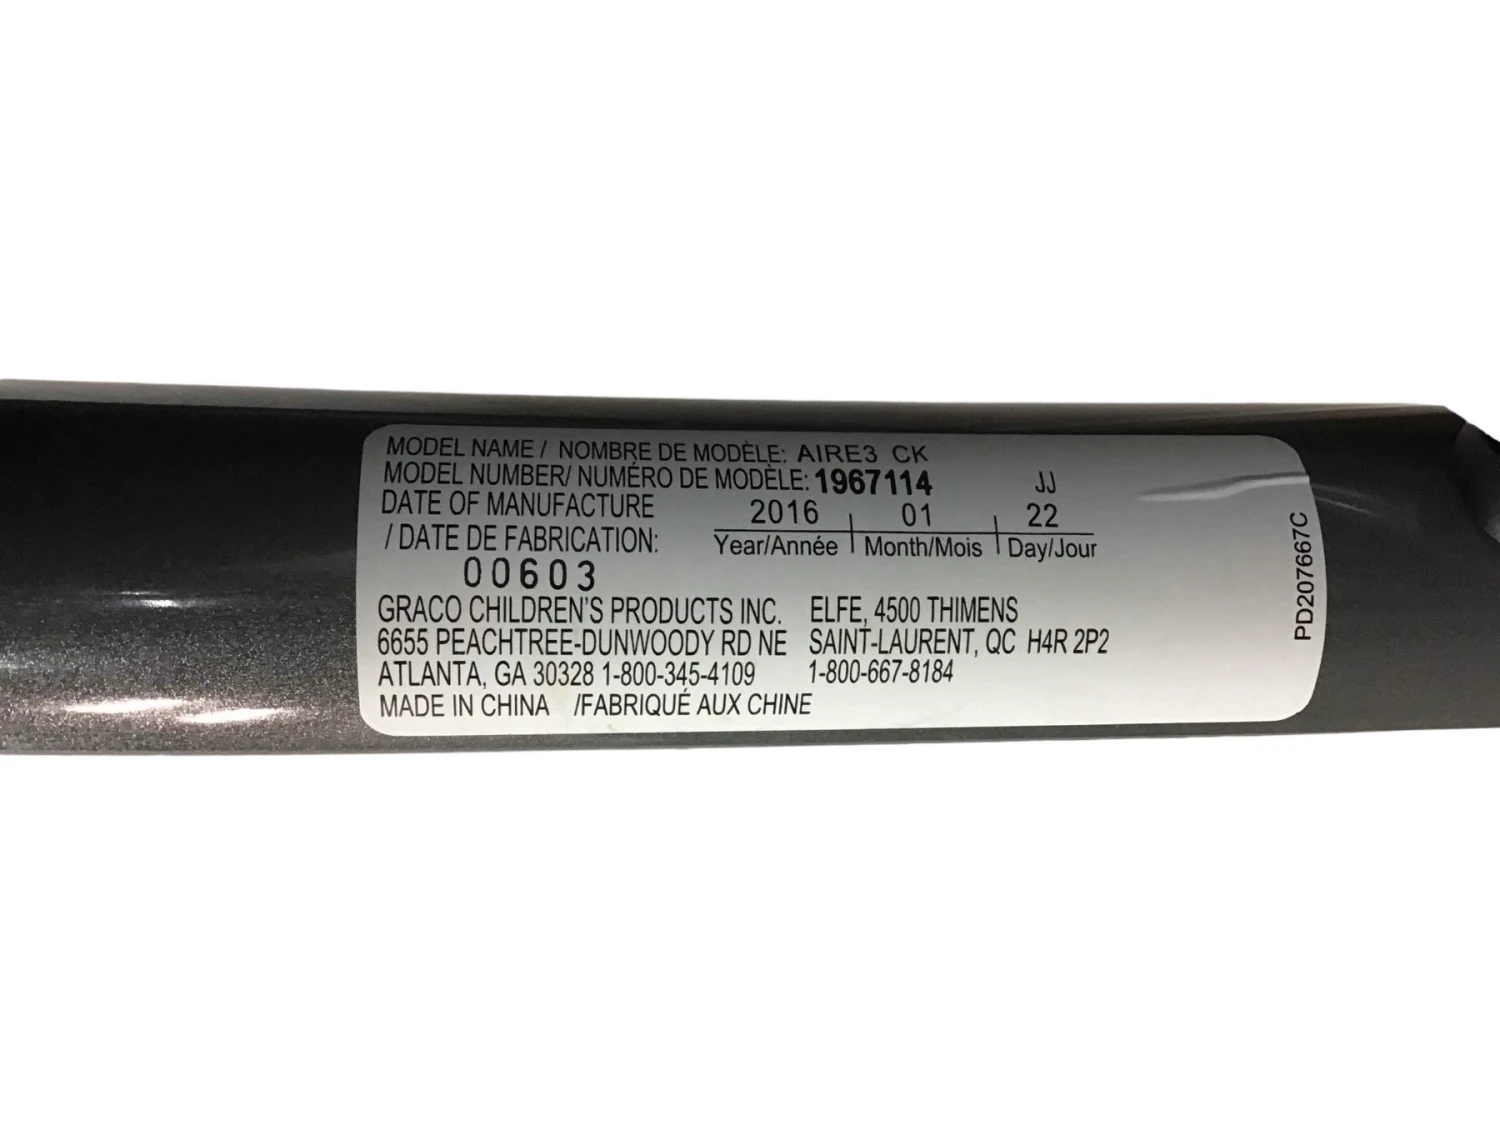 MODEL NAME / NOMBRE DE MODÈLE: AIRE3 CK
MODEL NUMBER/ NUMÉRO DE MODÈLE: 1967114 JJ
DATE OF MANUFACTURE 2016 01 22
/ DATE DE FABRICATION: Year/Année Month/Mois Day/Jour
00603
GRACO CHILDREN'S PRODUCTS INC. ELFE, 4500 THIMENS
6655 PEACHTREE-DUNWOODY RD NE SAINT-LAURENT, QC H4R 2P2
ATLANTA, GA 30328 1-800-345-4109 1-800-667-8184
MADE IN CHINA /FABRIQUÉ AUX CHINE
PD207667C